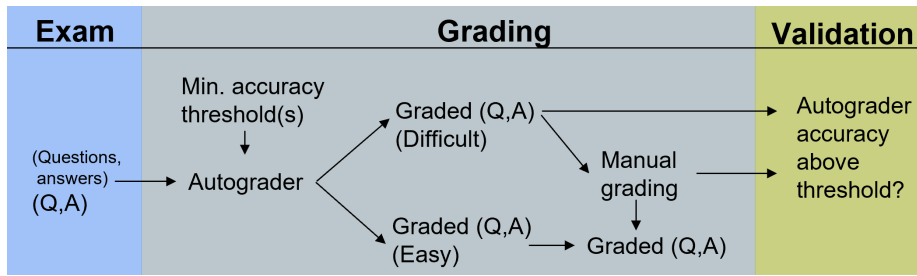 Exam
Grading
Validation
(Questions,
answers)
(Q,A)
Min. accuracy
threshold(s)
Autograder
Graded (Q,A)
(Difficult)
Graded (Q,A)
(Easy)
Manual
grading
Graded (Q,A)
Autograder
accuracy
above
threshold?